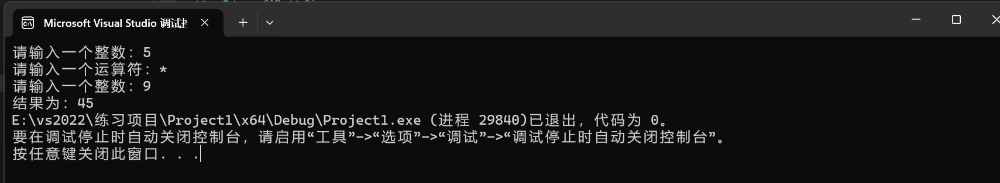 Microsoft Visual Studio 调试
请输入一个整数：5
请输入一个运算符：*
请输入一个整数：9
结果为：45
E:\vs2022\练习项目\Project1\x64\Debug\Project1.exe (进程 29840)已退出，代码为 0。
要在调试停止时自动关闭控制台，请启用“工具”->“选项”->“调试”->“调试停止时自动关闭控制台”。
按任意键关闭此窗口. . .